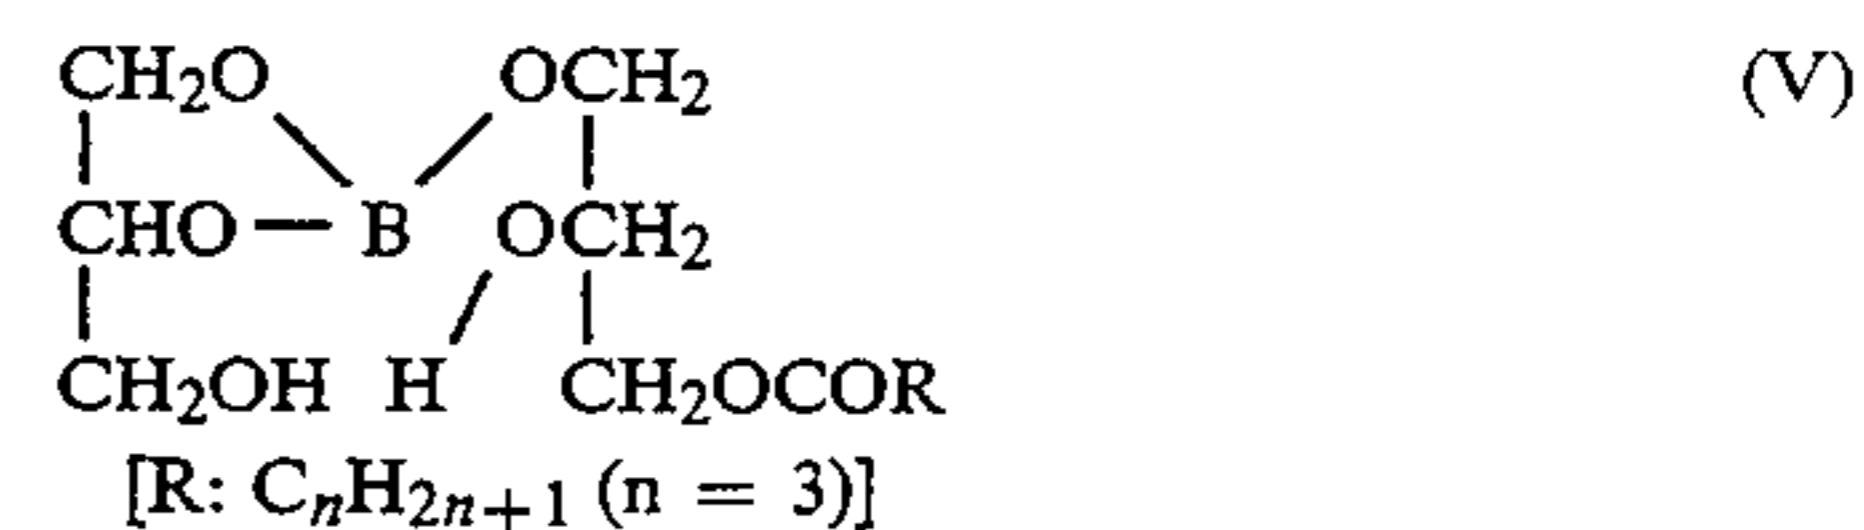 CH2O OCH2 (V)
CHO — B OCH2
CH2OH H CH2OCOR
[R: CnH2n+1 (n = 3)]